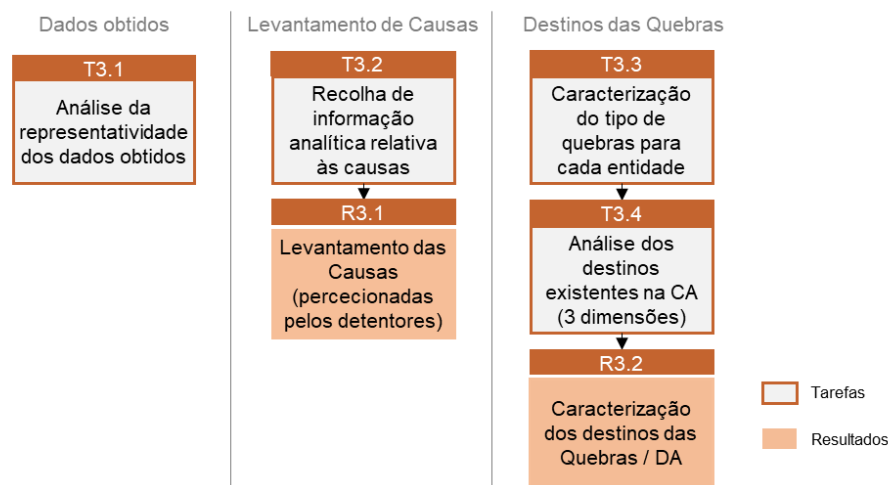 Dados obtidos
T3.1
Análise da
representatividade
dos dados obtidos
Levantamento de Causas
T3.2
Recolha de
informação
analítica relativa
às causas
R3.1
Levantamento das
Causas
(percecionadas
pelos detentores)
Destinos das Quebras
T3.3
Caracterização
do tipo de
quebras para
cada entidade
T3.4
Análise dos
destinos
existentes na CA
(3 dimensões)
R3.2
Caracterização
dos destinos das
Quebras / DA
Tarefas
Resultados